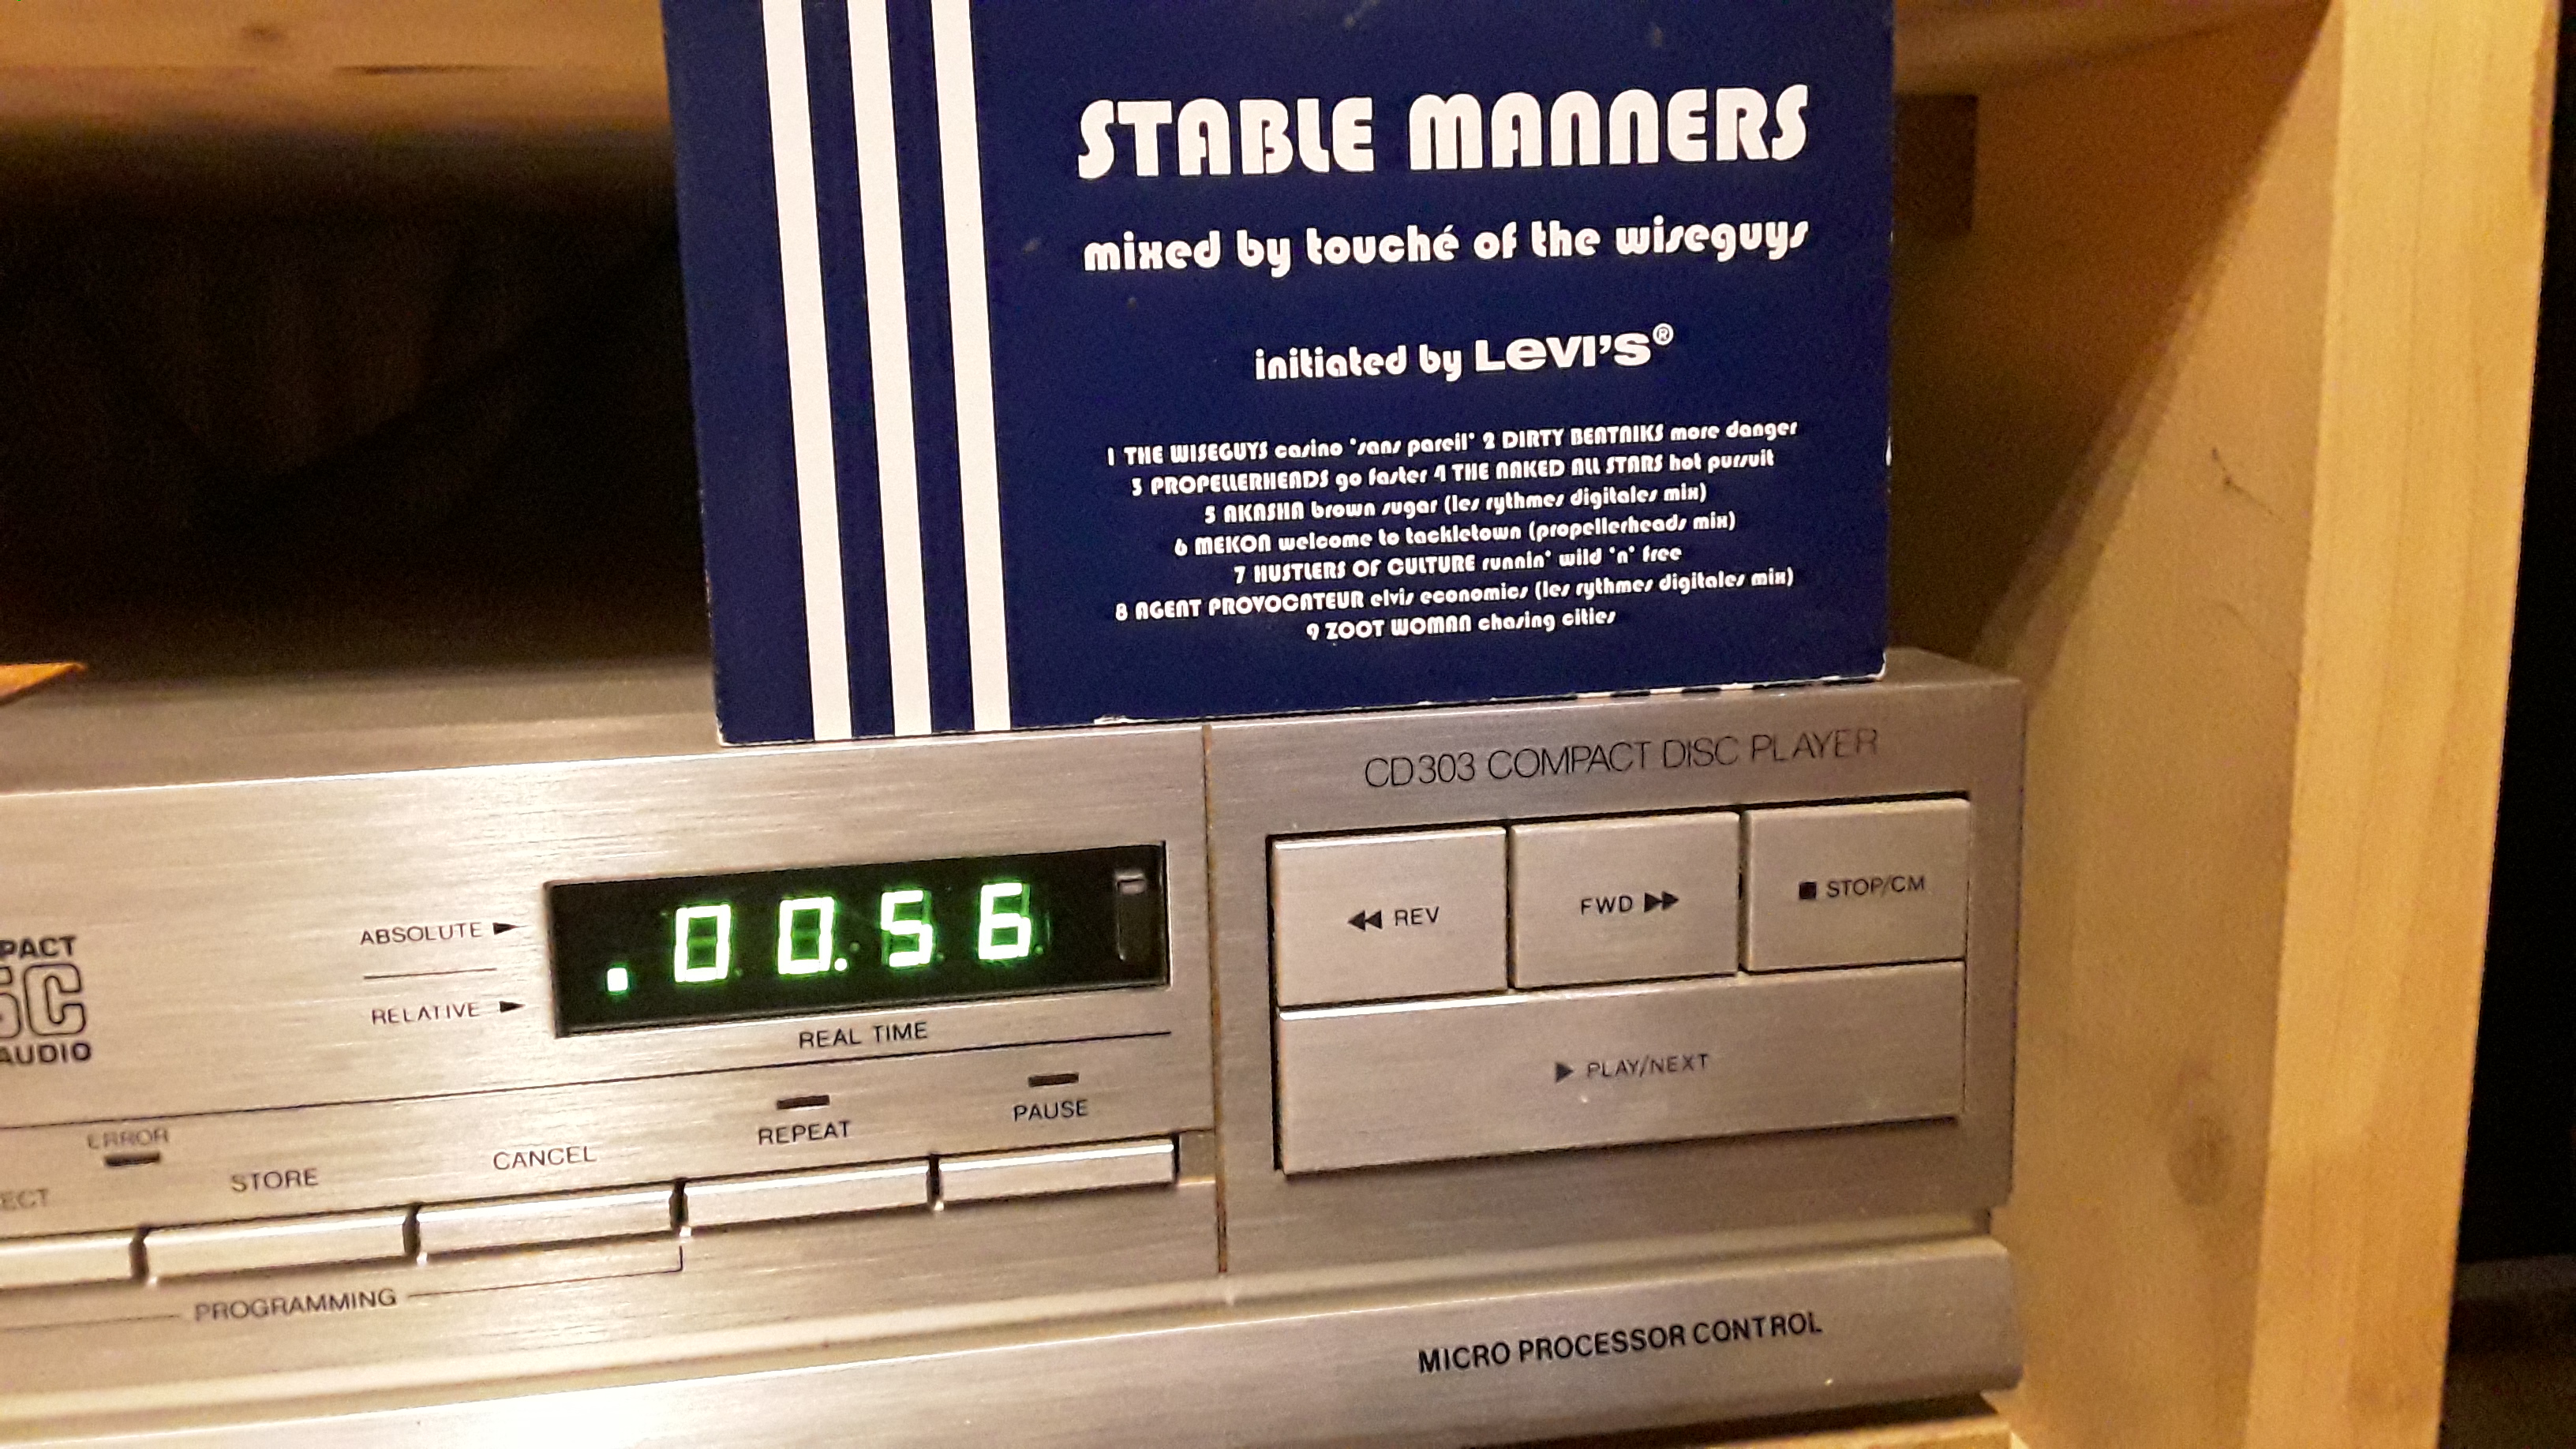 STABLE MANNERS
mixed by touché of the wiseguys
initiated by LEVI'S®
1 THE WISEGUYS casino 'sans pareil' 2 DIRTY BEATNIKS more danger
3 PROPELLERHEADS go faster 4 THE NAKED ALL STARS hot pursuit
5 AKASHA brown sugar (les rythmes digitales mix)
6 MEKON welcome to tackletown (propellerheads mix)
7 HUSTLERS OF CULTURE runnin' wild 'n' free
8 AGENT PROVOCATEUR elvis economics (les rythmes digitales mix)
9 ZOOT WOMAN chasing cities
CD303 COMPACT DISC PLAYER
◀◀ REV
FWD ▶▶
■ STOP/CM
▶ PLAY/NEXT
ABSOLUTE ▶
RELATIVE ▶
.00.56
REAL TIME
PACT
SC
AUDIO
ERROR
ECT
STORE
CANCEL
REPEAT
PAUSE
PROGRAMMING
MICRO PROCESSOR CONTROL